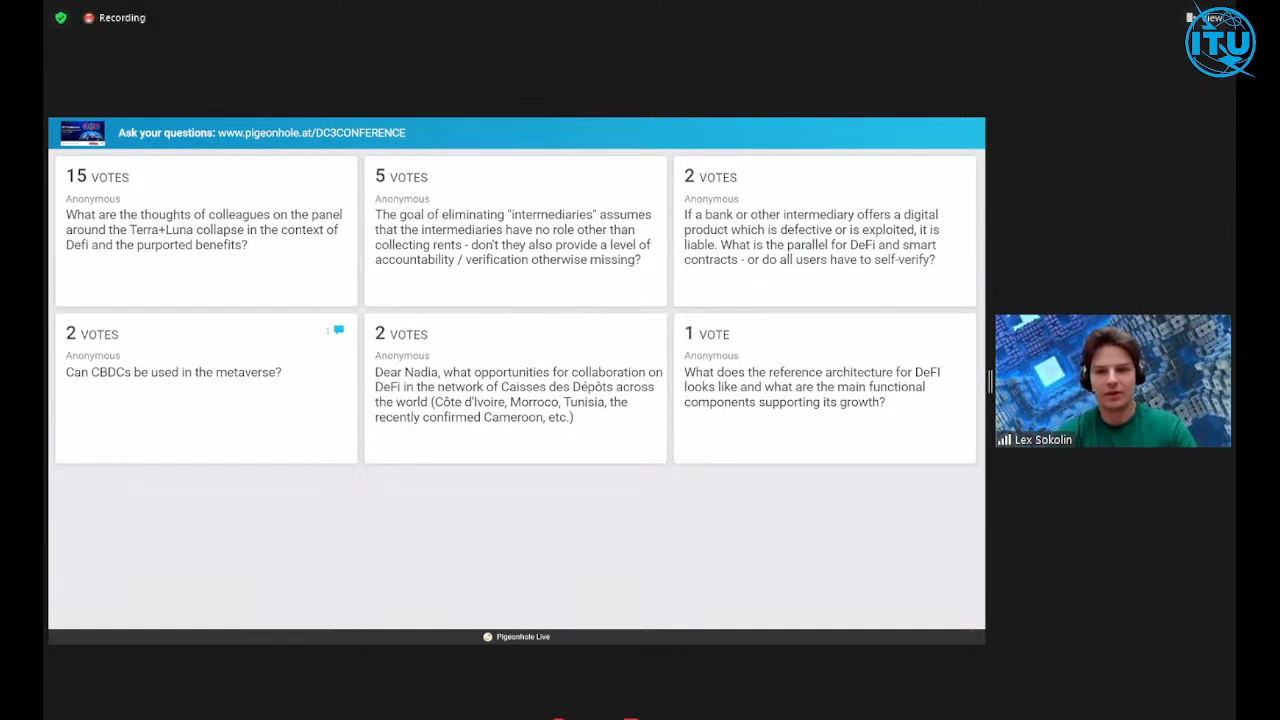 Recording
View
ITU
Ask your questions: www.pigeonhole.at/DC3CONFERENCE
15 VOTES
Anonymous
What are the thoughts of colleagues on the panel
around the Terra+Luna collapse in the context of
Defi and the purported benefits?
5 VOTES
Anonymous
The goal of eliminating "intermediaries" assumes
that the intermediaries have no role other than
collecting rents - don't they also provide a level of
accountability / verification otherwise missing?
2 VOTES
Anonymous
If a bank or other intermediary offers a digital
product which is defective or is exploited, it is
liable. What is the parallel for DeFi and smart
contracts - or do all users have to self-verify?
2 VOTES
1
Anonymous
Can CBDCs be used in the metaverse?
2 VOTES
Anonymous
Dear Nadia, what opportunities for collaboration on
DeFi in the network of Caisses des Dépôts across
the world (Côte d'Ivoire, Morroco, Tunisia, the
recently confirmed Cameroon, etc.)
1 VOTE
Anonymous
What does the reference architecture for DeFI
looks like and what are the main functional
components supporting its growth?
Lex Sokolin
Pigeonhole Live